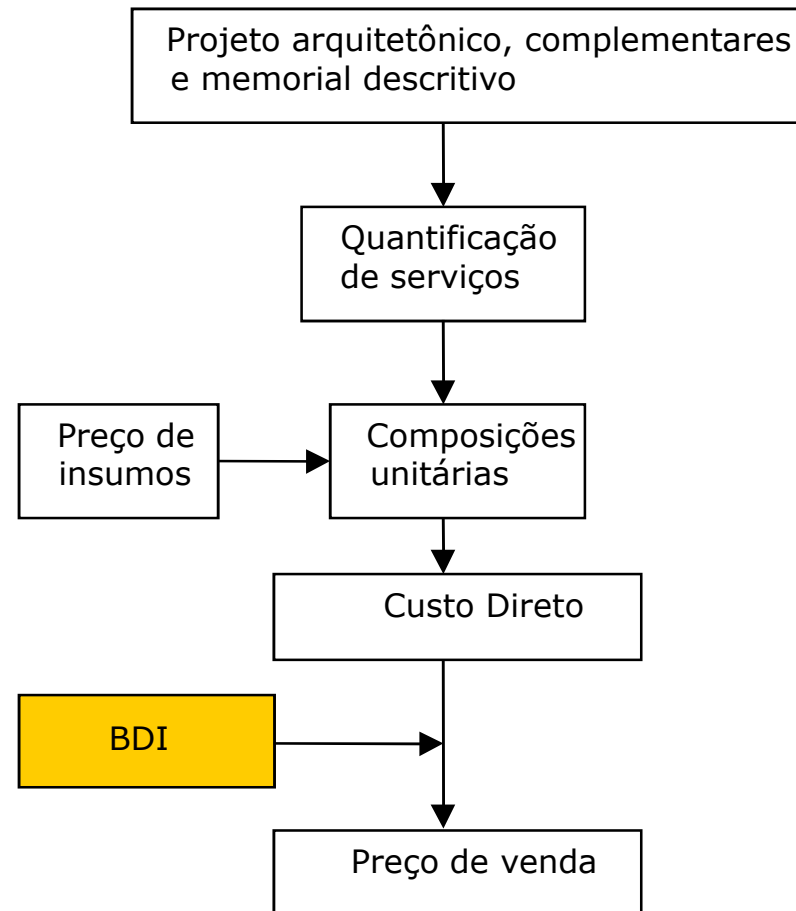 Projeto arquitetônico, complementares
e memorial descritivo
Quantificação
de serviços
Preço de
insumos
Composições
unitárias
Custo Direto
BDI
Preço de venda